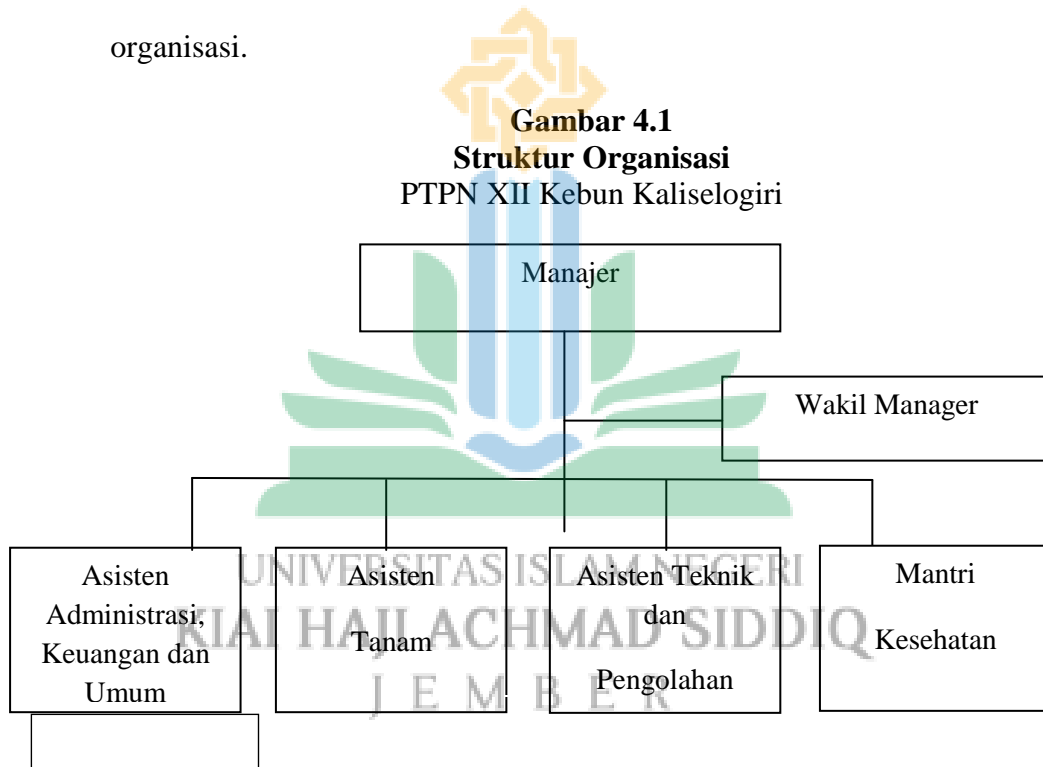 organisasi.
Gambar 4.1
Struktur Organisasi
PTPN XII Kebun Kaliselogiri
Manajer
Wakil Manager
Asisten
Administrasi,
Keuangan dan
Umum
Asisten
Tanam
Asisten Teknik
dan
Pengolahan
Mantri
Kesehatan
UNIVERSITAS ISLAM NEGERI
KIAI HAJI ACHMAD SIDDIQ
JEMBER